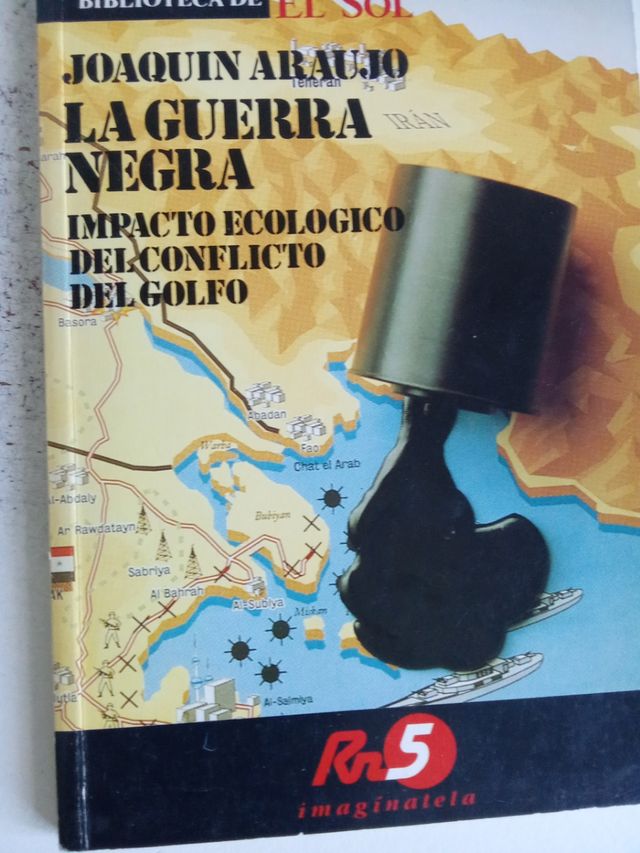 BIBLIOTECA DE EL SOL
JOAQUIN ARAUJO
LA GUERRA
NEGRA
IMPACTO ECOLOGICO
DEL CONFLICTO
DEL GOLFO
Teherán
IRÁN
Basora
Abadan
Fao
Chat el Arab
Warba
Al-Abdaly
Bubiyan
Ar Rawdatayn
Sabriya
Al Bahrah
Al-Subiya
Miskan
Al-Salmiya
Rn5
imagínatela